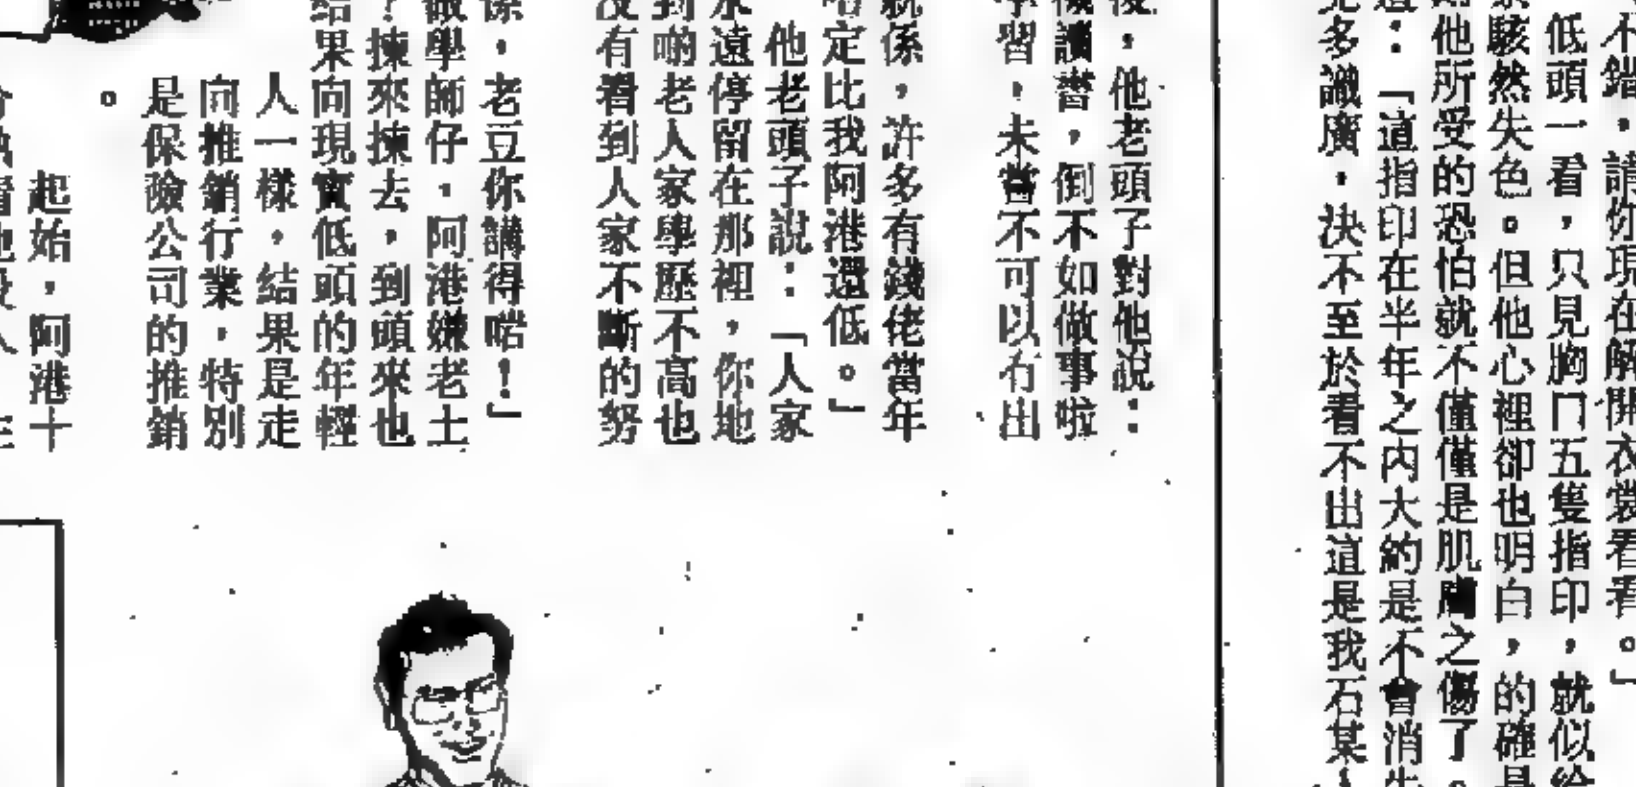 不錯，請你現在解開衣裳看看。」
低頭一看，只見胸口五隻指印，就似給
駭然失色。但他心裡卻也明白，的確是
他所受的恐怕就不僅僅是肌膚之傷了。
道：「這指印在半年之內大約是不會消失
見多識廣，決不至於看不出這是我石某
後，他老頭子對他說：
機讀書，倒不如做事啦
學習，未嘗不可以有出
就係，許多有錢佬當年
定比我阿港還低。」
他老頭子說：「人家
永遠停留在那裡，你地
到啲老人家學歷不高也
沒有看到人家不斷的努
係，老豆你講得啱！」
做學師仔，阿港嫌老土
？揀來揀去，到頭來也
結果向現實低頭的年輕
人一樣，結果是走
向推銷行業，特別
是保險公司的推銷
。
起始，阿港十